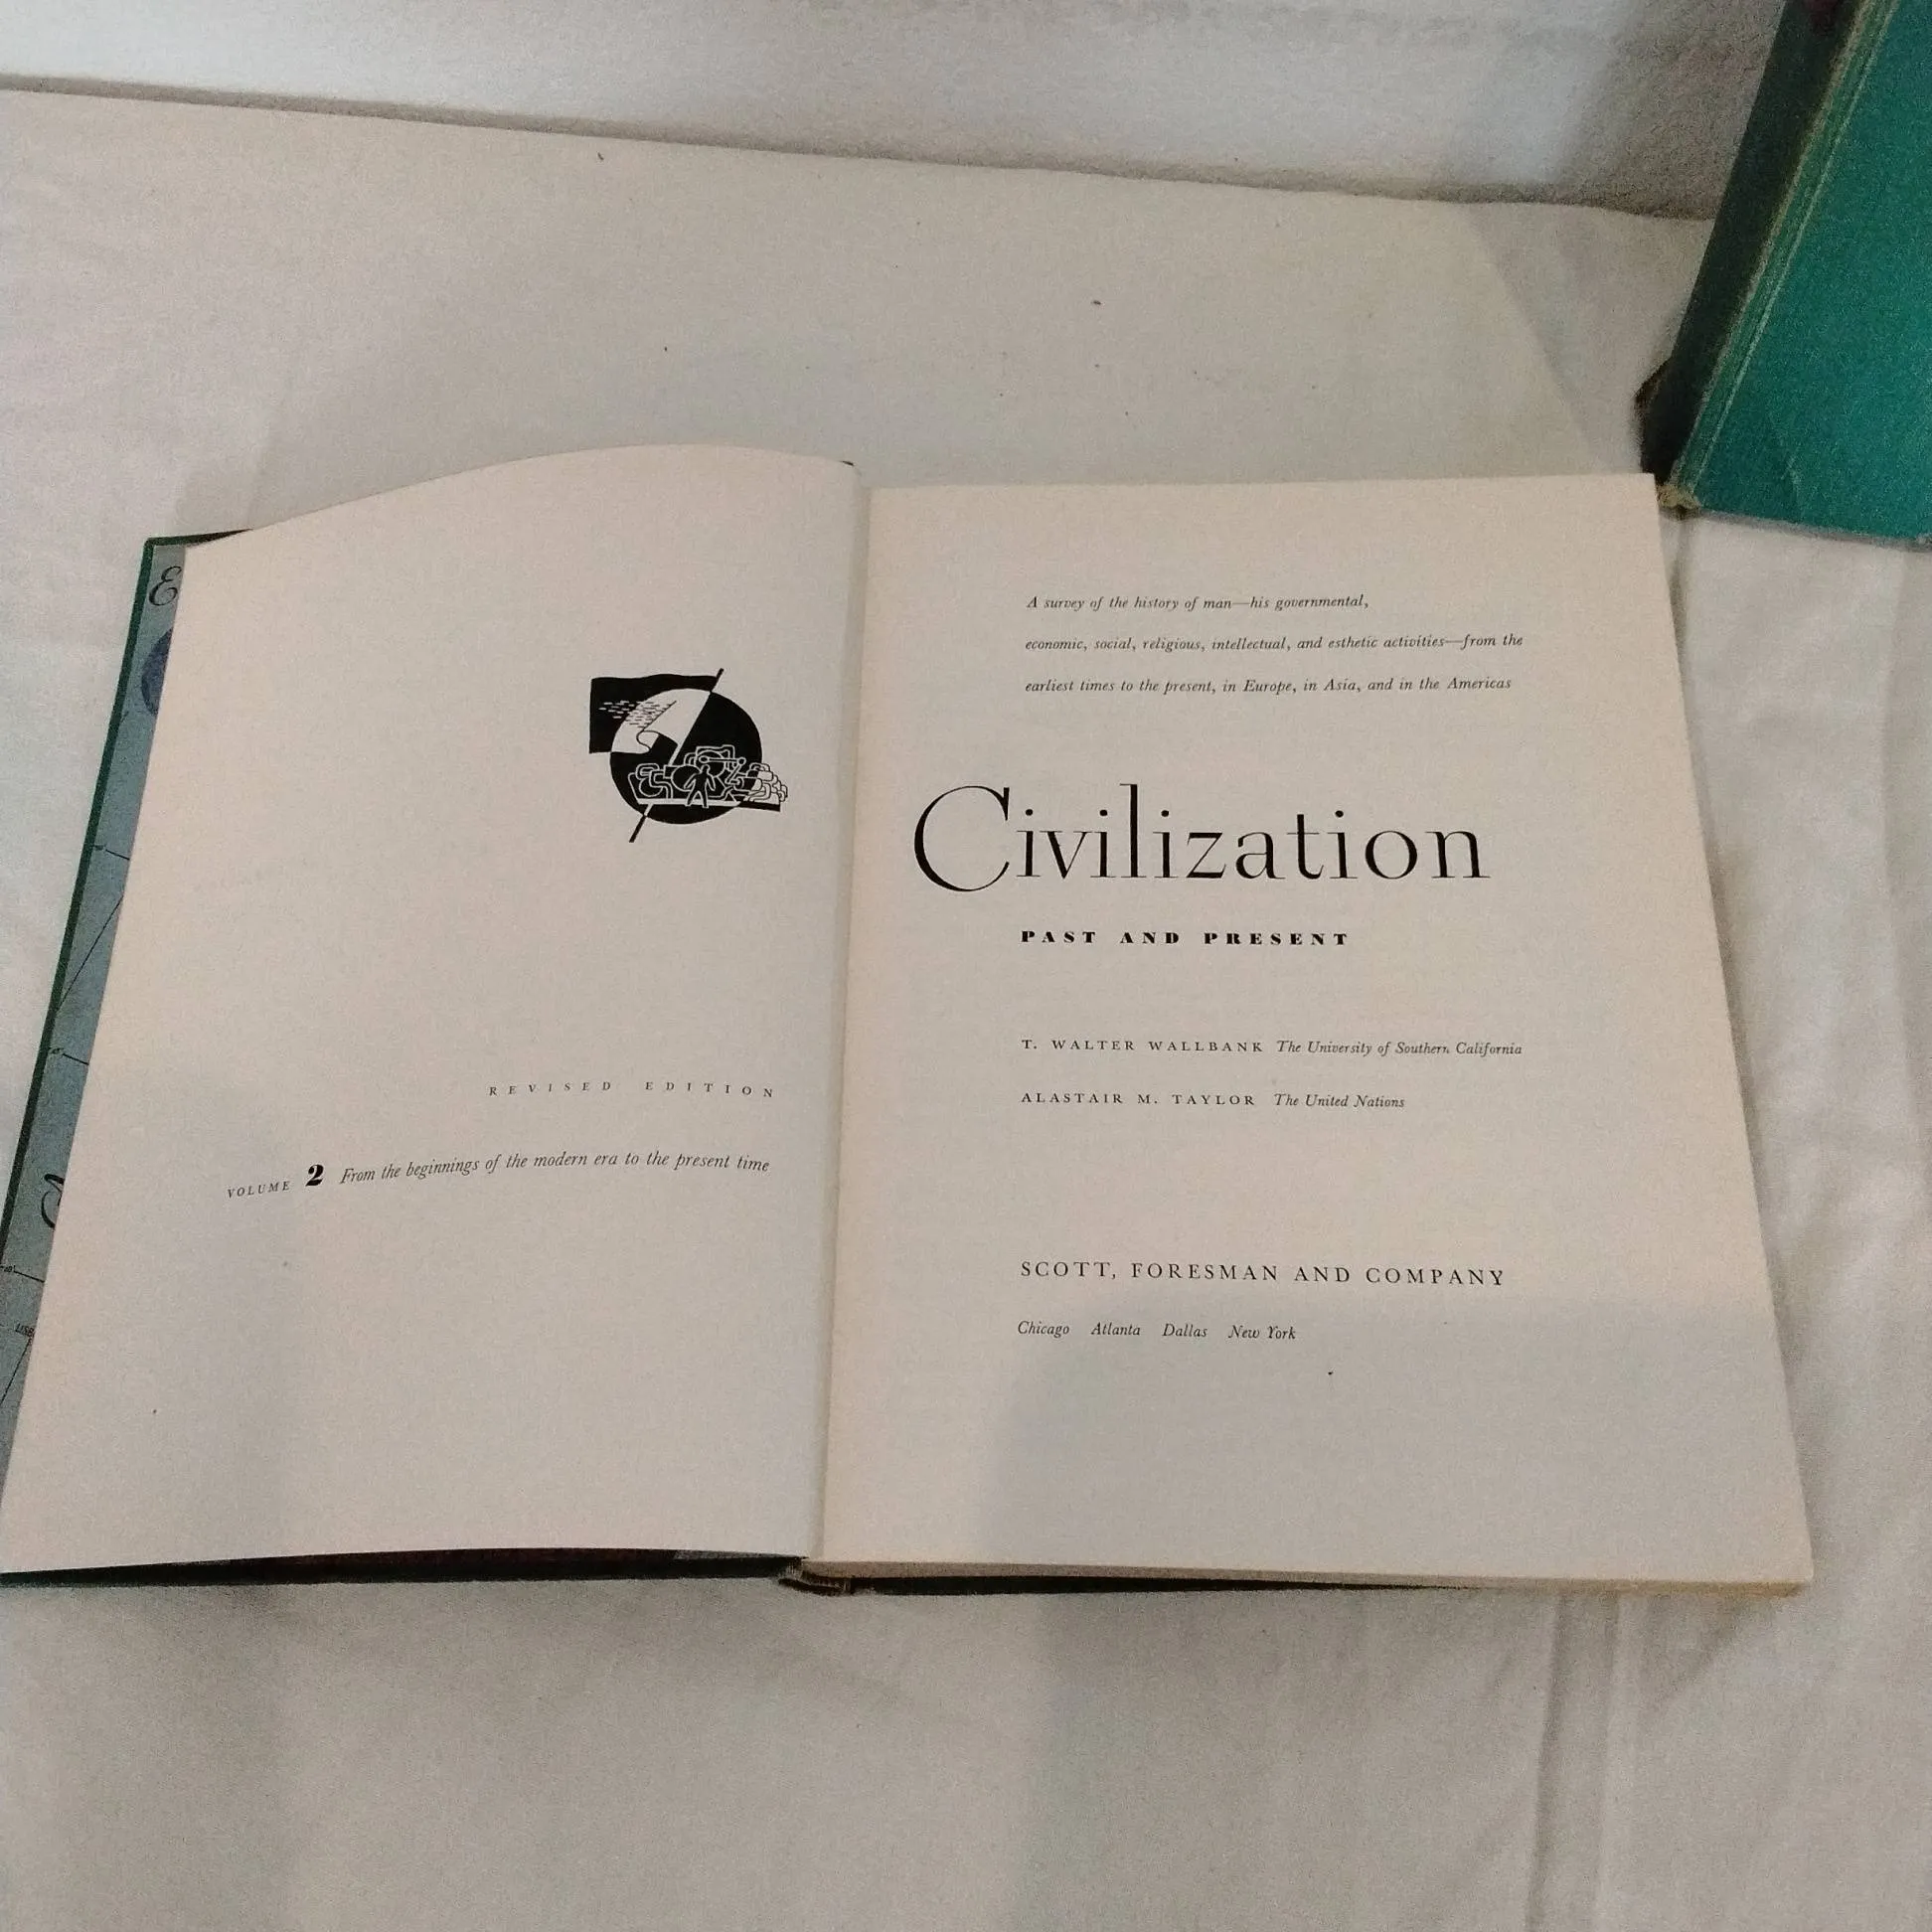 REVISED EDITION
VOLUME 2 From the beginnings of the modern era to the present time
A survey of the history of man—his governmental,
economic, social, religious, intellectual, and esthetic activities—from the
earliest times to the present, in Europe, in Asia, and in the Americas
Civilization
PAST AND PRESENT
T. WALTER WALLBANK The University of Southern California
ALASTAIR M. TAYLOR The United Nations
SCOTT, FORESMAN AND COMPANY
Chicago Atlanta Dallas New York